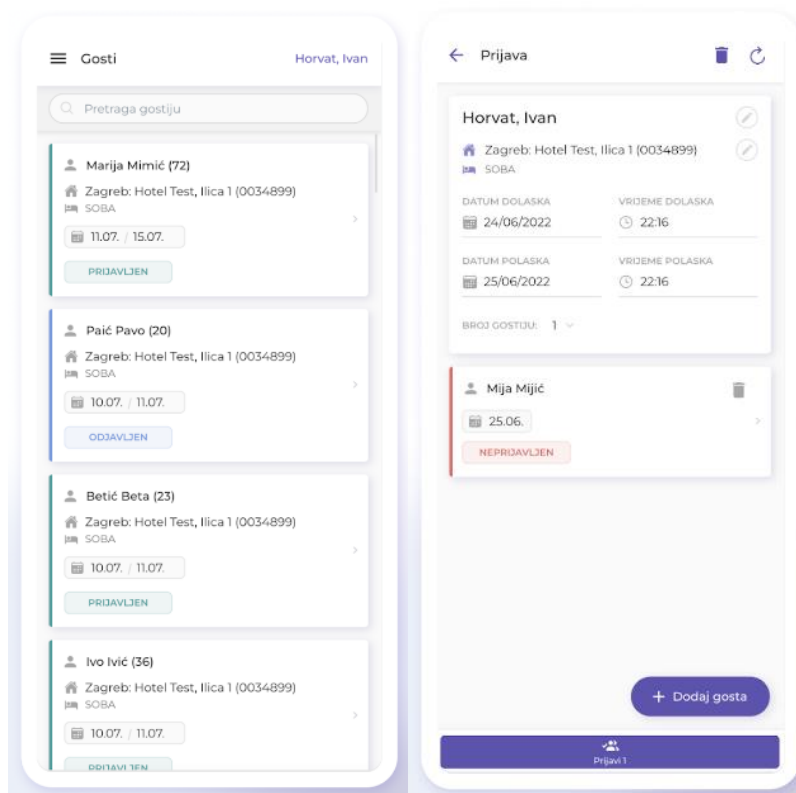 Gosti
Horvat, Ivan
Pretraga gostiju
Marija Mimić (72)
Zagreb: Hotel Test, Ilica 1 (0034899)
SOBA
11.07. / 15.07.
PRIJAVLJEN
Paić Pavo (20)
Zagreb: Hotel Test, Ilica 1 (0034899)
SOBA
10.07. / 11.07.
ODJAVLJEN
Betić Beta (23)
Zagreb: Hotel Test, Ilica 1 (0034899)
SOBA
10.07. / 11.07.
PRIJAVLJEN
Ivo Ivić (36)
Zagreb: Hotel Test, Ilica 1 (0034899)
SOBA
10.07. / 11.07.
PRIJAVLJEN
Prijava
Horvat, Ivan
Zagreb: Hotel Test, Ilica 1 (0034899)
SOBA
DATUM DOLASKA VRIJEME DOLASKA
24/06/2022 22:16
DATUM POLASKA VRIJEME POLASKA
25/06/2022 22:16
BROJ GOSTIJU: 1
Mija Mijić
25.06.
NEPRIJAVLJEN
+ Dodaj gosta
Prijavi 1